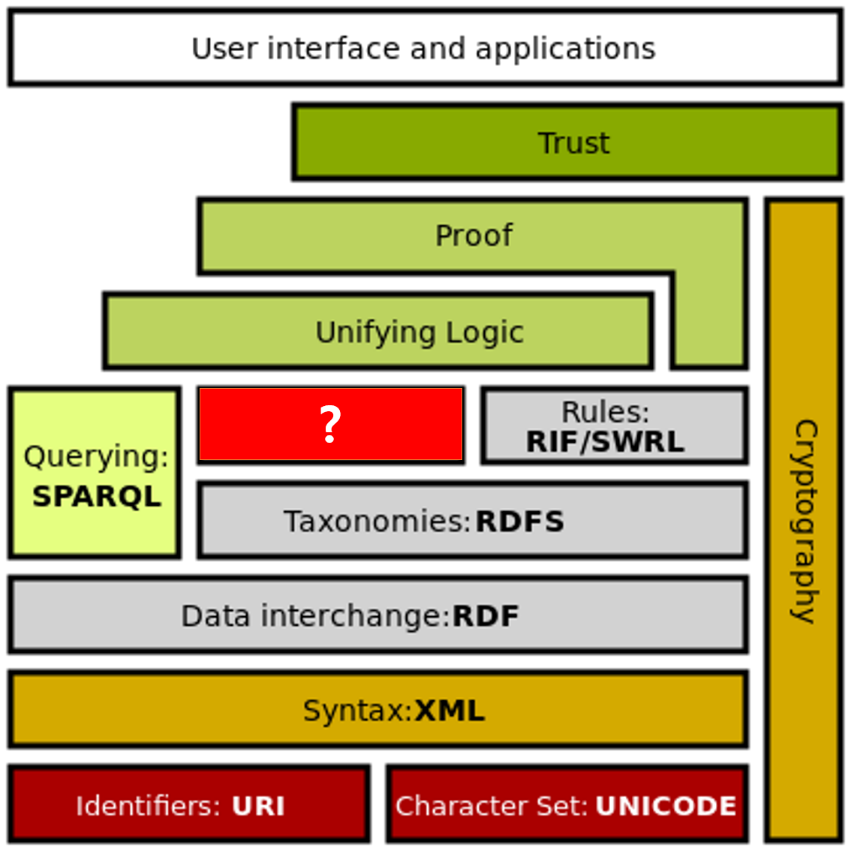 User interface and applications
Trust
Proof
Unifying Logic
Querying:
SPARQL
?
Rules:
RIF/SWRL
Taxonomies: RDFS
Data interchange:RDF
Syntax:XML
Identifiers: URI
Character Set: UNICODE
Cryptography